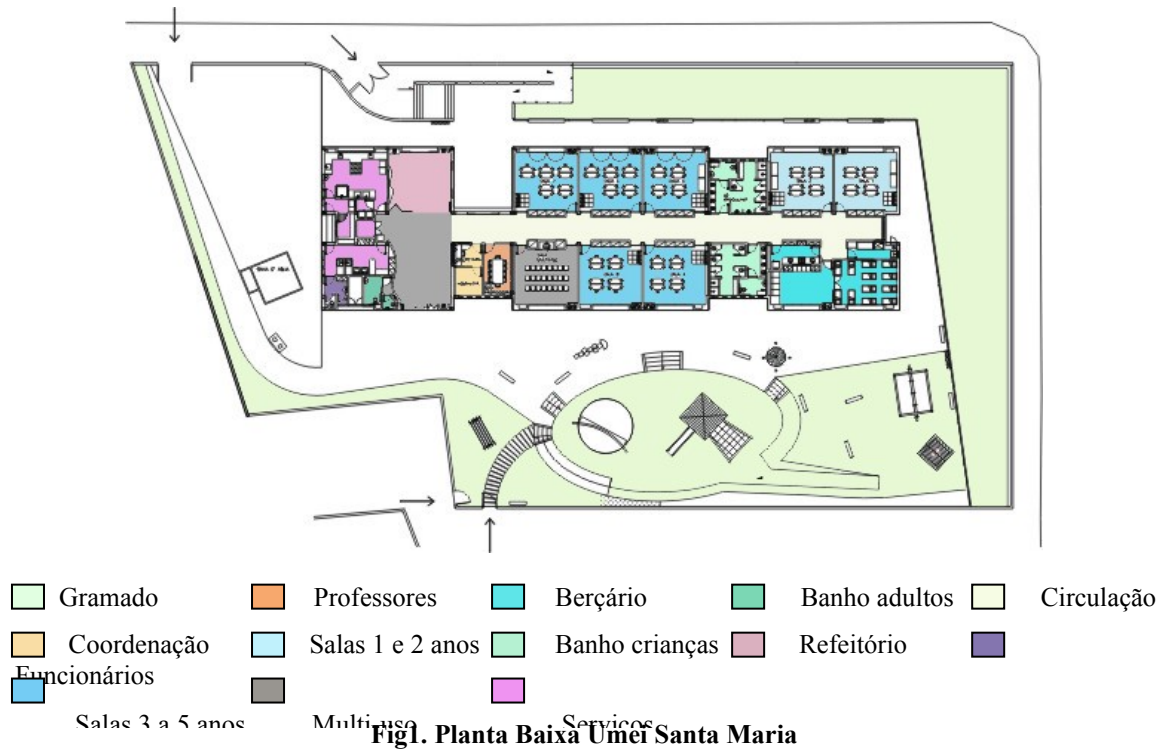 Gramado Professores Berçário Banho adultos Circulação
Coordenação Salas 1 e 2 anos Banho crianças Refeitório
Funcionários
Salas 3 a 5 anos Multi uso Serviços
Fig1. Planta Baixa Umei Santa Maria